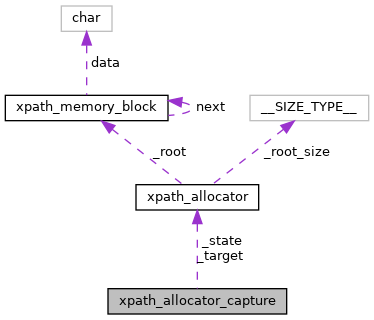 char
data
xpath_memory_block
next
__SIZE_TYPE__
_root
_root_size
xpath_allocator
_state
_target
xpath_allocator_capture